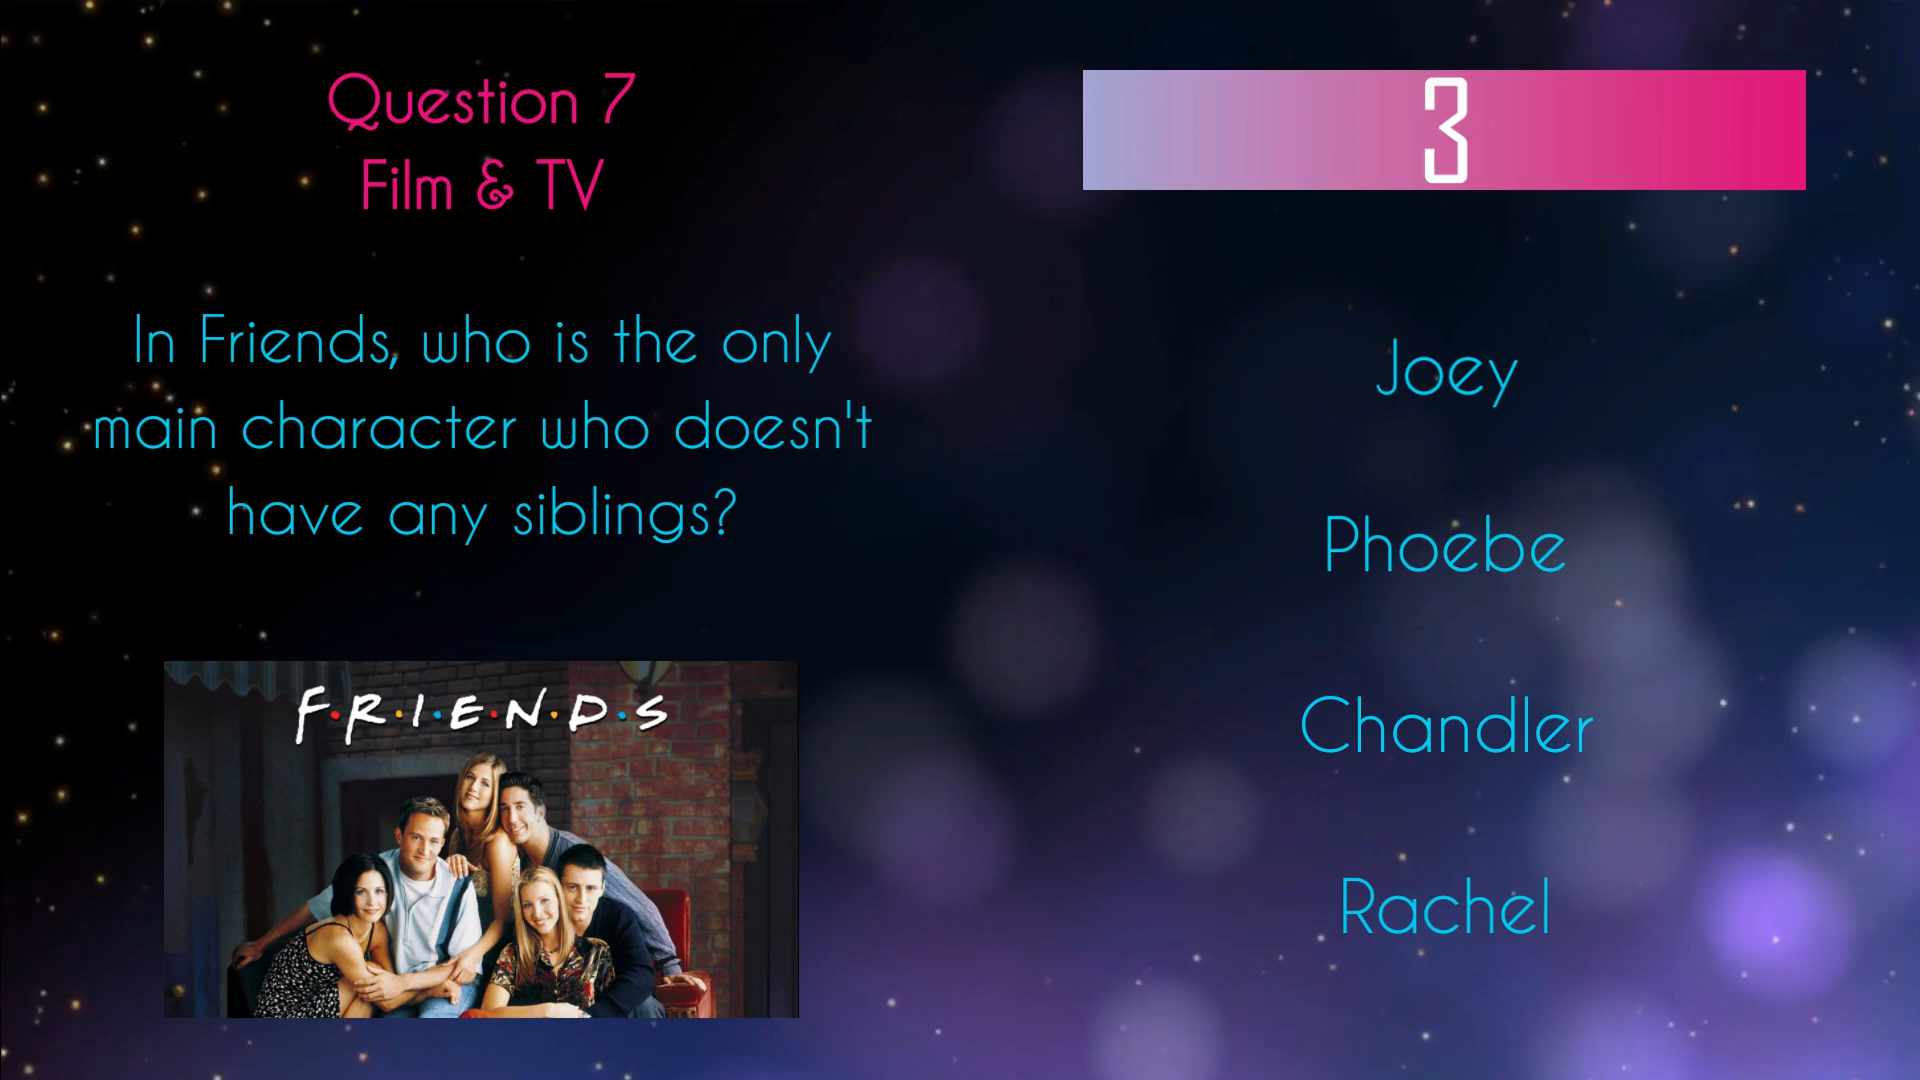 Question 7
Film & TV
3
In Friends, who is the only
main character who doesn't
have any siblings?
Joey
Phoebe
Chandler
Rachel
F·R·I·E·N·D·S